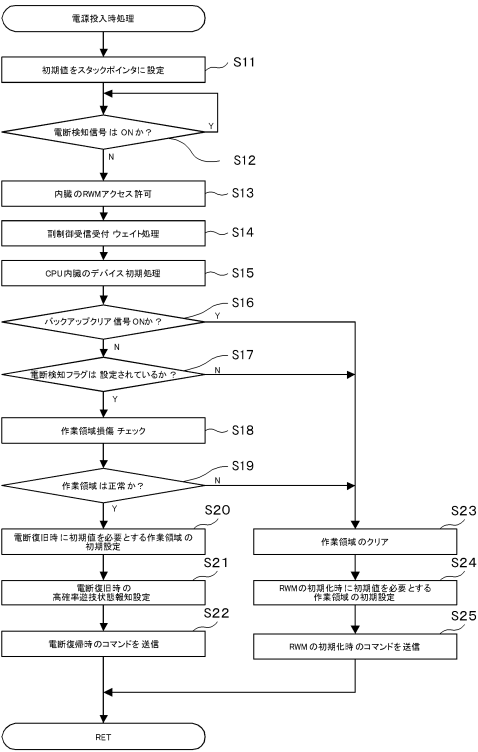 電源投入時処理
初期値をスタックポインタに設定
S11
電断検知信号は ONか？
Y
S12
N
内臓のRWMアクセス許可
S13
副制御受信受付 ウェイト処理
S14
CPU内臓のデバイス初期処理
S15
バックアップクリア 信号ONか？
S16
Y
N
電断検知フラグは 設定されているか ？
S17
N
Y
作業領域損傷 チェック
S18
作業領域は正常か？
S19
N
Y
電断復旧時に初期値を必要とする作業領域の
初期設定
S20
電断復旧時の
高確率遊技状態報知設定
S21
電断復帰時のコマンドを送信
S22
作業領域のクリア
S23
RWMの初期化時に初期値を必要とする
作業領域の初期設定
S24
RWMの初期化時のコマンドを送信
S25
RET